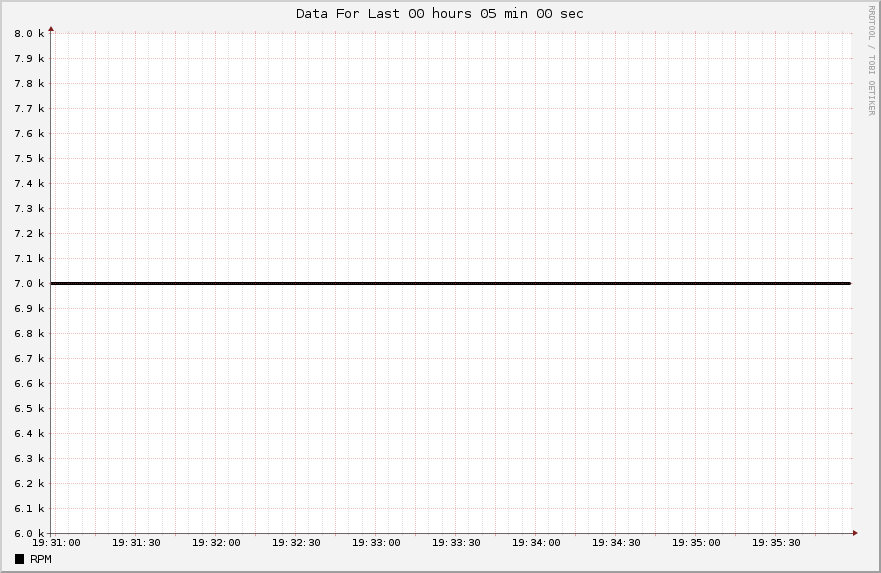 Data For Last 00 hours 05 min 00 sec
RRDTOOL / TOBI OETIKER
8.0 k
7.9 k
7.8 k
7.7 k
7.6 k
7.5 k
7.4 k
7.3 k
7.2 k
7.1 k
7.0 k
6.9 k
6.8 k
6.7 k
6.6 k
6.5 k
6.4 k
6.3 k
6.2 k
6.1 k
6.0 k
19:31:00 19:31:30 19:32:00 19:32:30 19:33:00 19:33:30 19:34:00 19:34:30 19:35:00 19:35:30
RPM